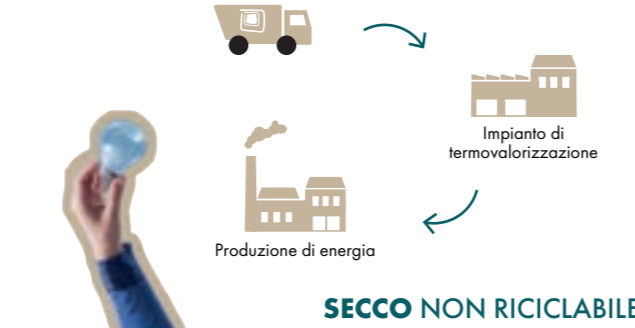 Impianto di
termovalorizzazione
Produzione di energia
SECCO NON RICICLABILE